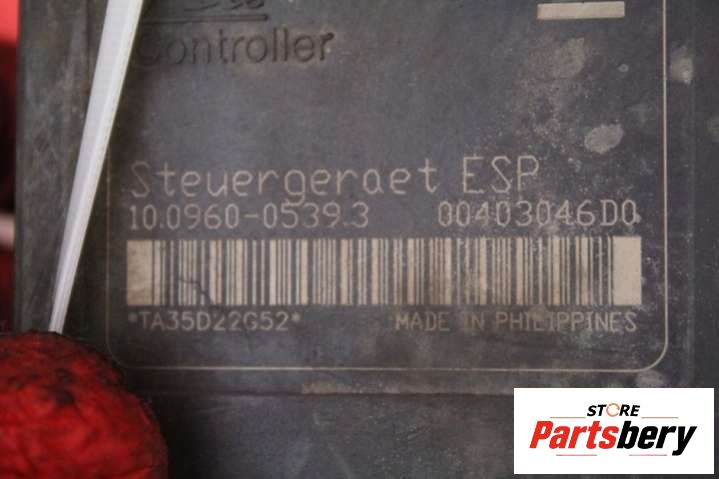 Controller
Steuergeraet ESP
10.0960-0539.3 00403046D0
*TA35D22G52*
MADE IN PHILIPPINES
STORE
Partsbery